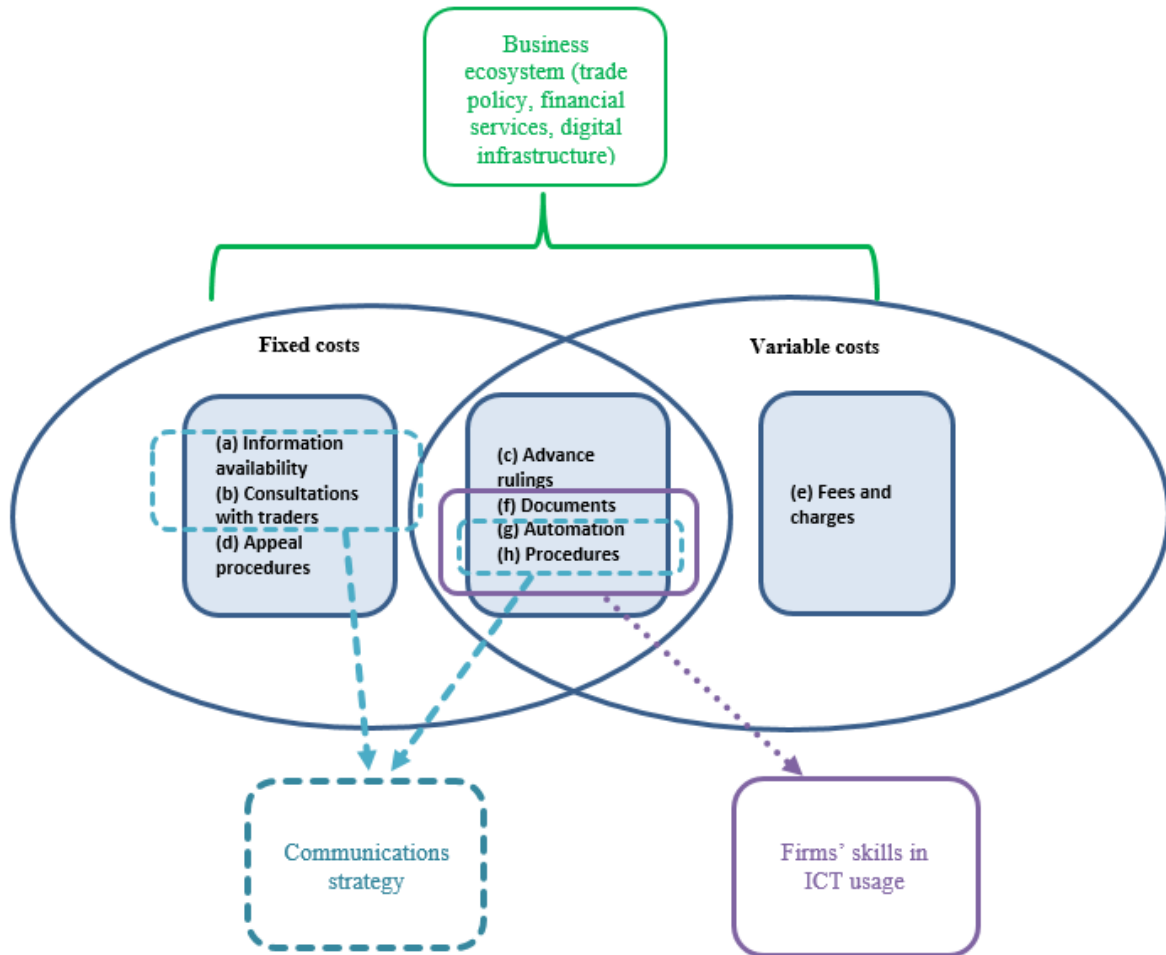 Business
ecosystem (trade
policy, financial
services, digital
infrastructure)
Fixed costs
Variable costs
(a) Information
availability
(b) Consultations
with traders
(d) Appeal
procedures
(c) Advance
rulings
(f) Documents
(g) Automation
(h) Procedures
(e) Fees and
charges
Communications
strategy
Firms’ skills in
ICT usage